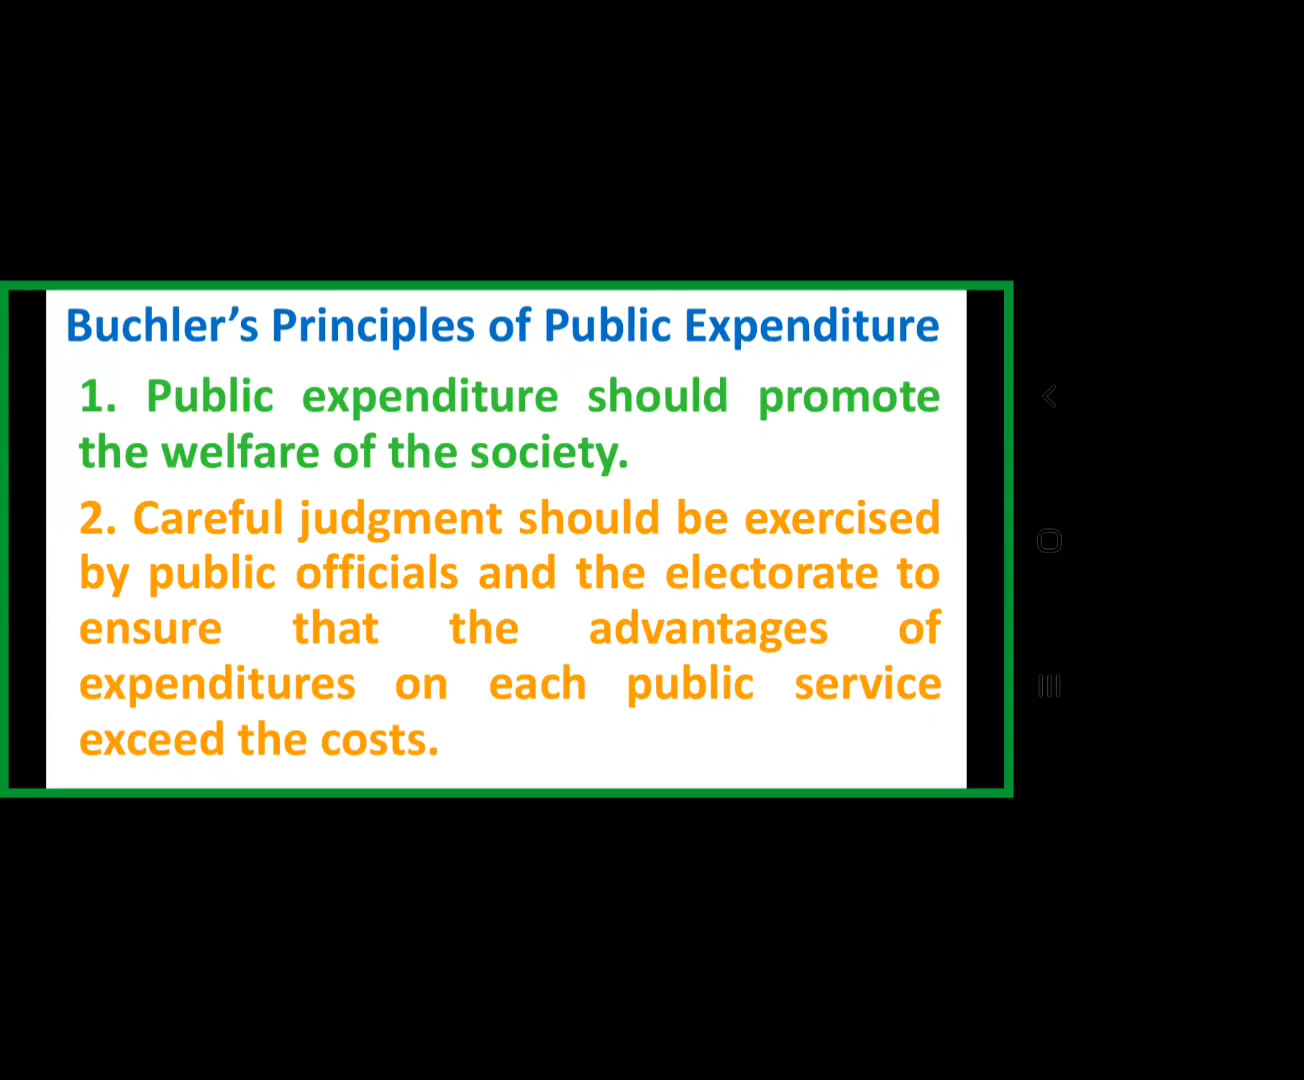 Buchler’s Principles of Public Expenditure
1. Public expenditure should promote
the welfare of the society.
2. Careful judgment should be exercised
by public officials and the electorate to
ensure that the advantages of
expenditures on each public service
exceed the costs.